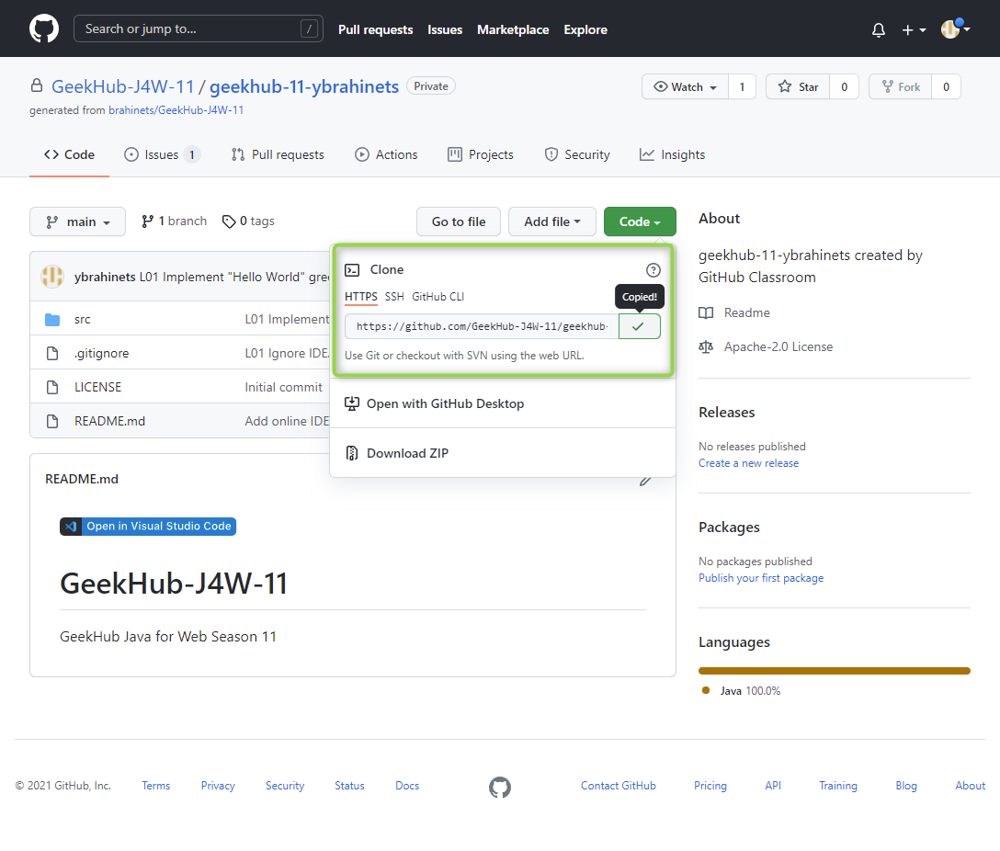 Search or jump to... / Pull requests Issues Marketplace Explore
GeekHub-J4W-11 / geekhub-11-ybrahinets Private Watch 1 Star 0 Fork 0
generated from brahinets/GeekHub-J4W-11
Code Issues 1 Pull requests Actions Projects Security Insights
main 1 branch 0 tags Go to file Add file Code
About
geekhub-11-ybrahinets created by
GitHub Classroom
Readme
Apache-2.0 License
Releases
No releases published
Create a new release
Packages
No packages published
Publish your first package
Languages
Java 100.0%
ybrahinets L01 Implement "Hello World" gre
src L01 Implement
.gitignore L01 Ignore IDE
LICENSE Initial commit
README.md Add online IDE
Clone
HTTPS SSH GitHub CLI Copied!
https://github.com/GeekHub-J4W-11/geekhub-
Use Git or checkout with SVN using the web URL.
Open with GitHub Desktop
Download ZIP
README.md
Open in Visual Studio Code
GeekHub-J4W-11
GeekHub Java for Web Season 11
© 2021 GitHub, Inc. Terms Privacy Security Status Docs Contact GitHub Pricing API Training Blog About